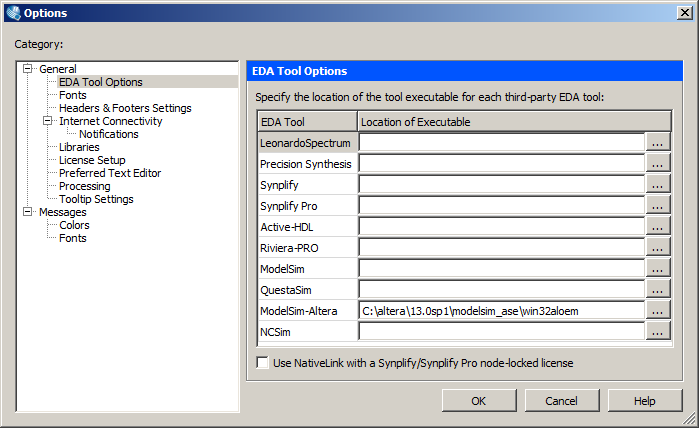 Options
Category:
General
EDA Tool Options
Fonts
Headers & Footers Settings
Internet Connectivity
Notifications
Libraries
License Setup
Preferred Text Editor
Processing
Tooltip Settings
Messages
Colors
Fonts
EDA Tool Options
Specify the location of the tool executable for each third-party EDA tool:
EDA Tool Location of Executable
LeonardoSpectrum ...
Precision Synthesis ...
Synplify ...
Synplify Pro ...
Active-HDL ...
Riviera-PRO ...
ModelSim ...
QuestaSim ...
ModelSim-Altera C:\altera\13.0sp1\modelsim_ase\win32aloem ...
NCSim ...
Use NativeLink with a Synplify/Synplify Pro node-locked license
OK Cancel Help